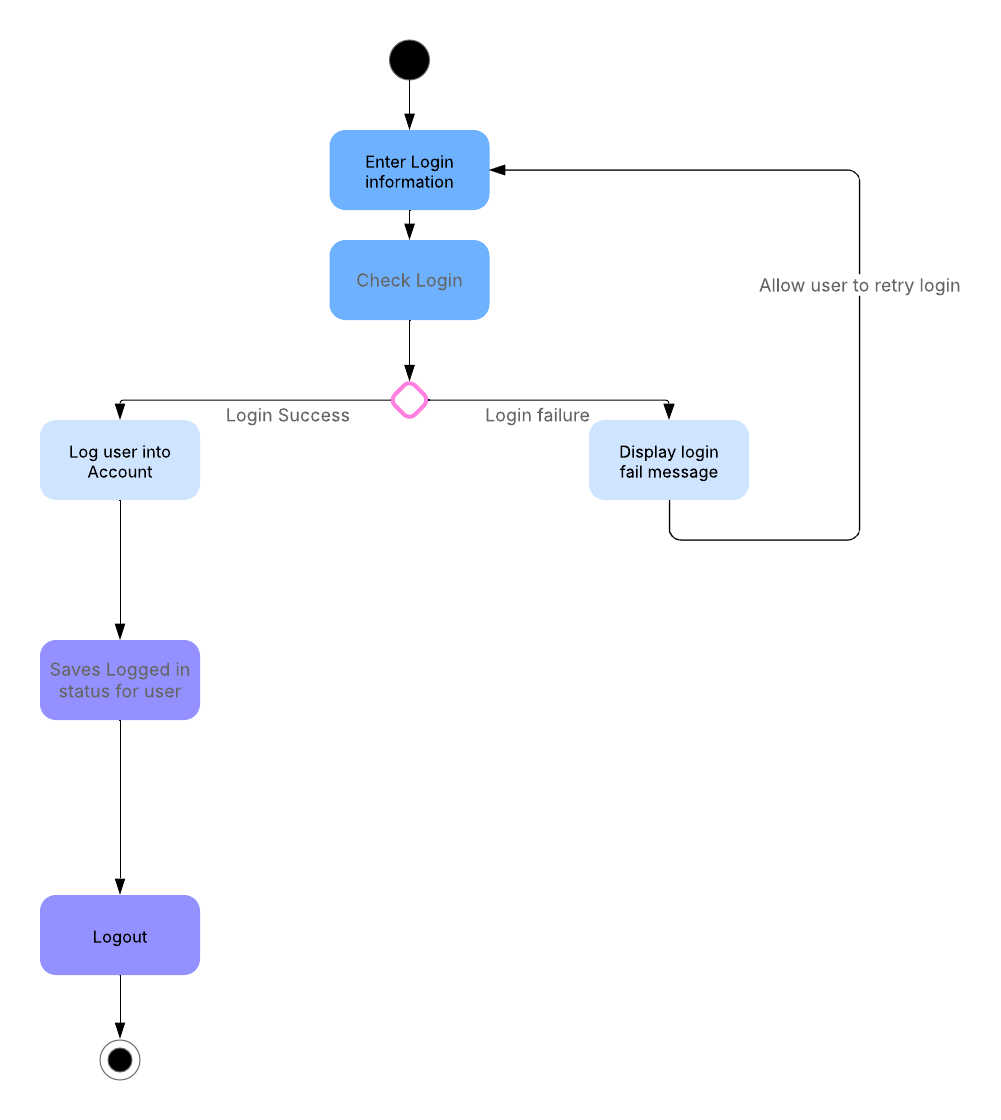 Enter Login
information
Check Login
Allow user to retry login
Login Success
Login failure
Log user into
Account
Display login
fail message
Saves Logged in
status for user
Logout